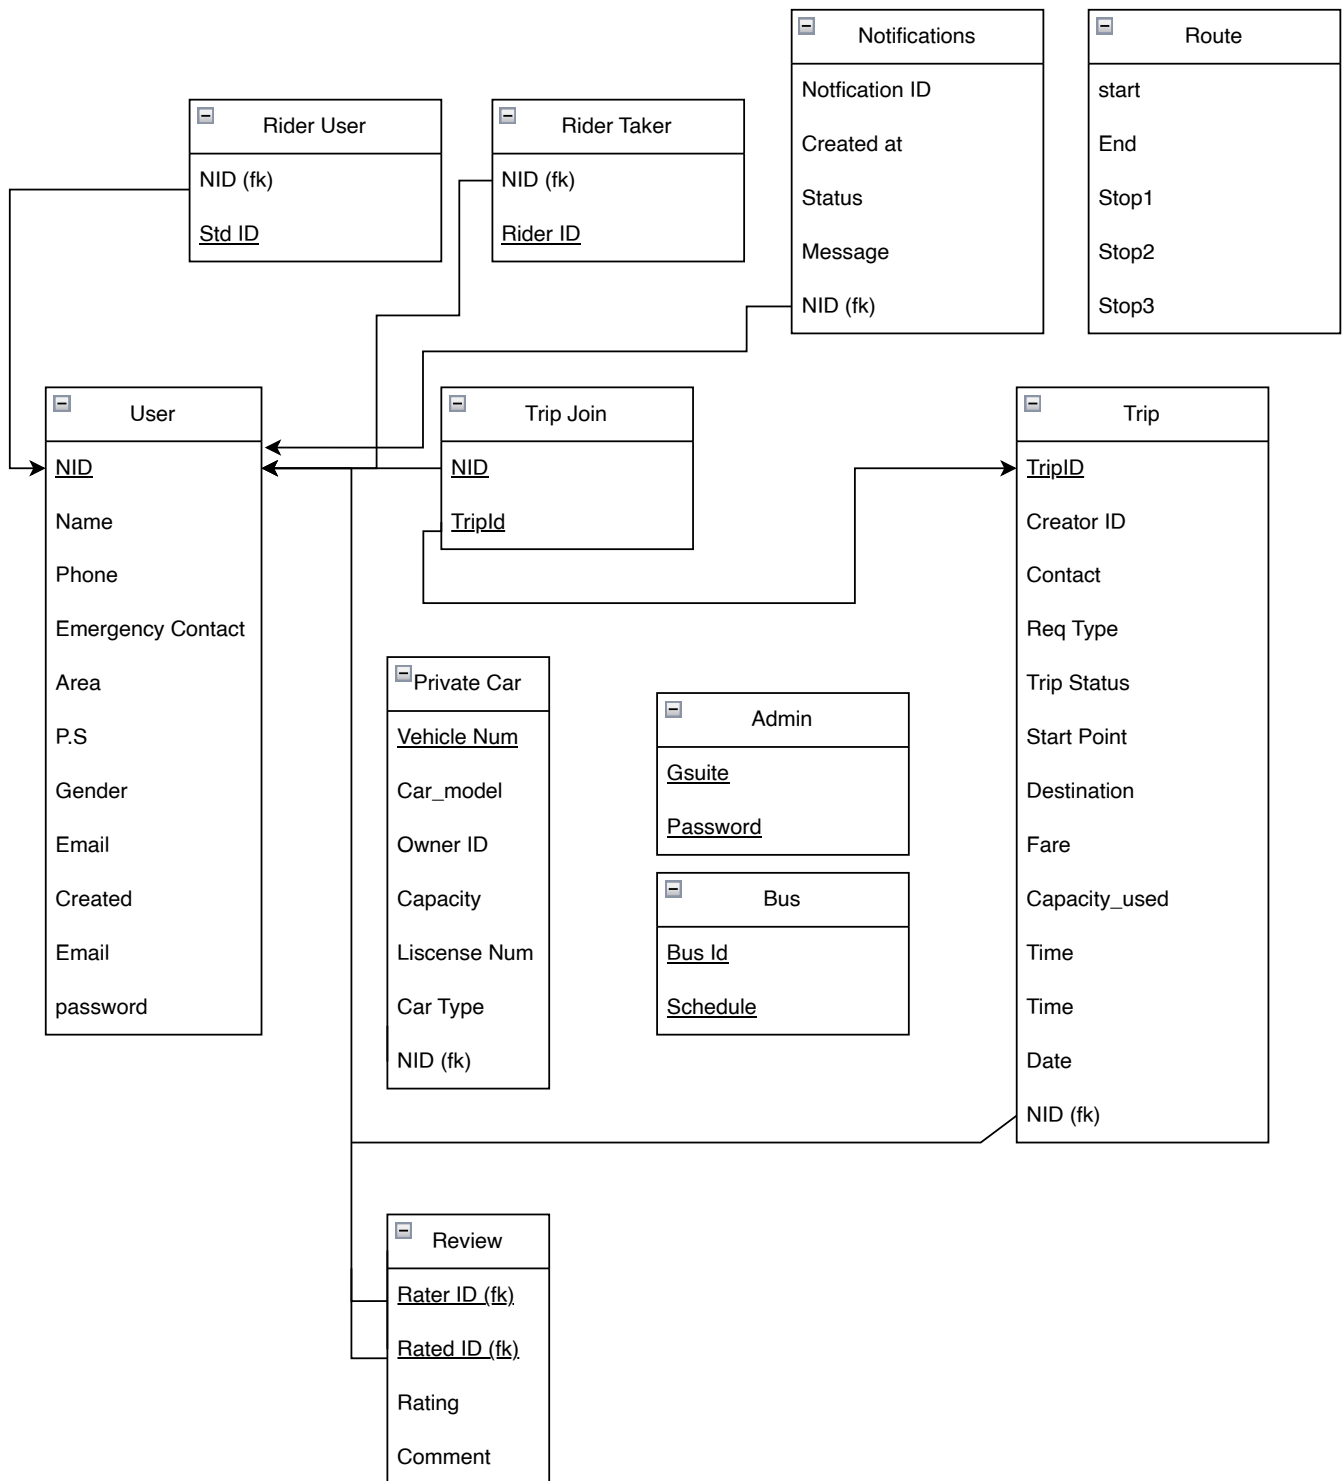 Notifications
Notfication ID
Created at
Status
Message
NID (fk)
Route
start
End
Stop1
Stop2
Stop3
Rider User
NID (fk)
Std ID
Rider Taker
NID (fk)
Rider ID
User
NID
Name
Phone
Emergency Contact
Area
P.S
Gender
Email
Created
Email
password
Trip Join
NID
TripId
Trip
TripID
Creator ID
Contact
Req Type
Trip Status
Start Point
Destination
Fare
Capacity_used
Time
Time
Date
NID (fk)
Private Car
Vehicle Num
Car_model
Owner ID
Capacity
Liscense Num
Car Type
NID (fk)
Admin
Gsuite
Password
Bus
Bus Id
Schedule
Review
Rater ID (fk)
Rated ID (fk)
Rating
Comment